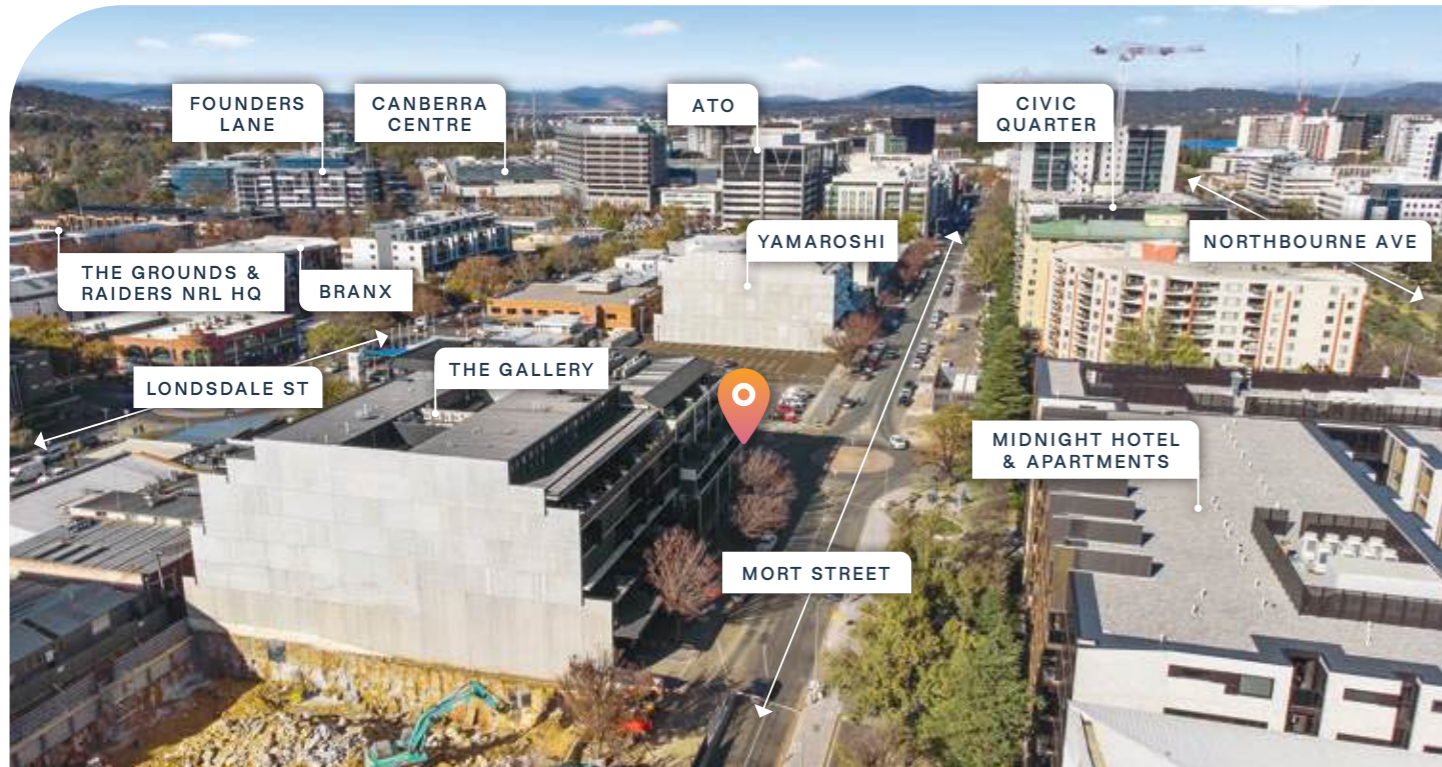 FOUNDERS
LANE
CANBERRA
CENTRE
ATO
CIVIC
QUARTER
YAMAROSHI
NORTHBOURNE AVE
THE GROUNDS &
RAIDERS NRL HQ
BRANX
THE GALLERY
LONDSDALE ST
MIDNIGHT HOTEL
& APARTMENTS
MORT STREET